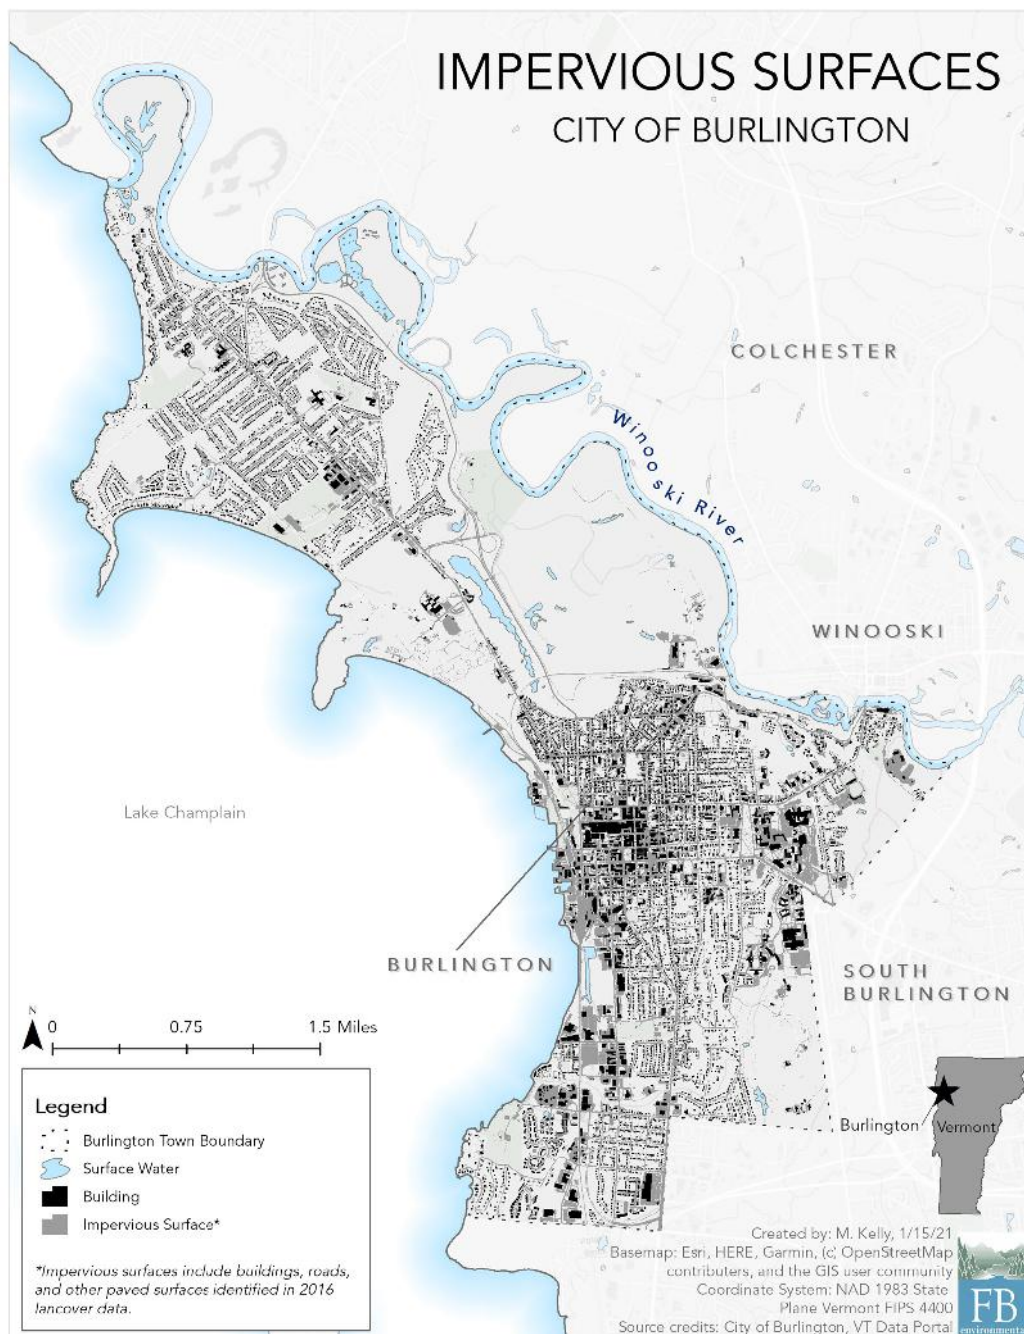 IMPERVIOUS SURFACES
CITY OF BURLINGTON
COLCHESTER
Winooski River
WINOOSKI
Lake Champlain
BURLINGTON
SOUTH
BURLINGTON
N
0 0.75 1.5 Miles
Legend
Burlington Town Boundary
Surface Water
Building
Impervious Surface*
*Impervious surfaces include buildings, roads,
and other paved surfaces identified in 2016
lancover data.
Burlington
Vermont
Created by: M. Kelly, 1/15/21
Basemap: Esri, HERE, Garmin, (c) OpenStreetMap
contributers, and the GIS user community
Coordinate System: NAD 1983 State
Plane Vermont FIPS 4400
Source credits: City of Burlington, VT Data Portal
FB
environmental